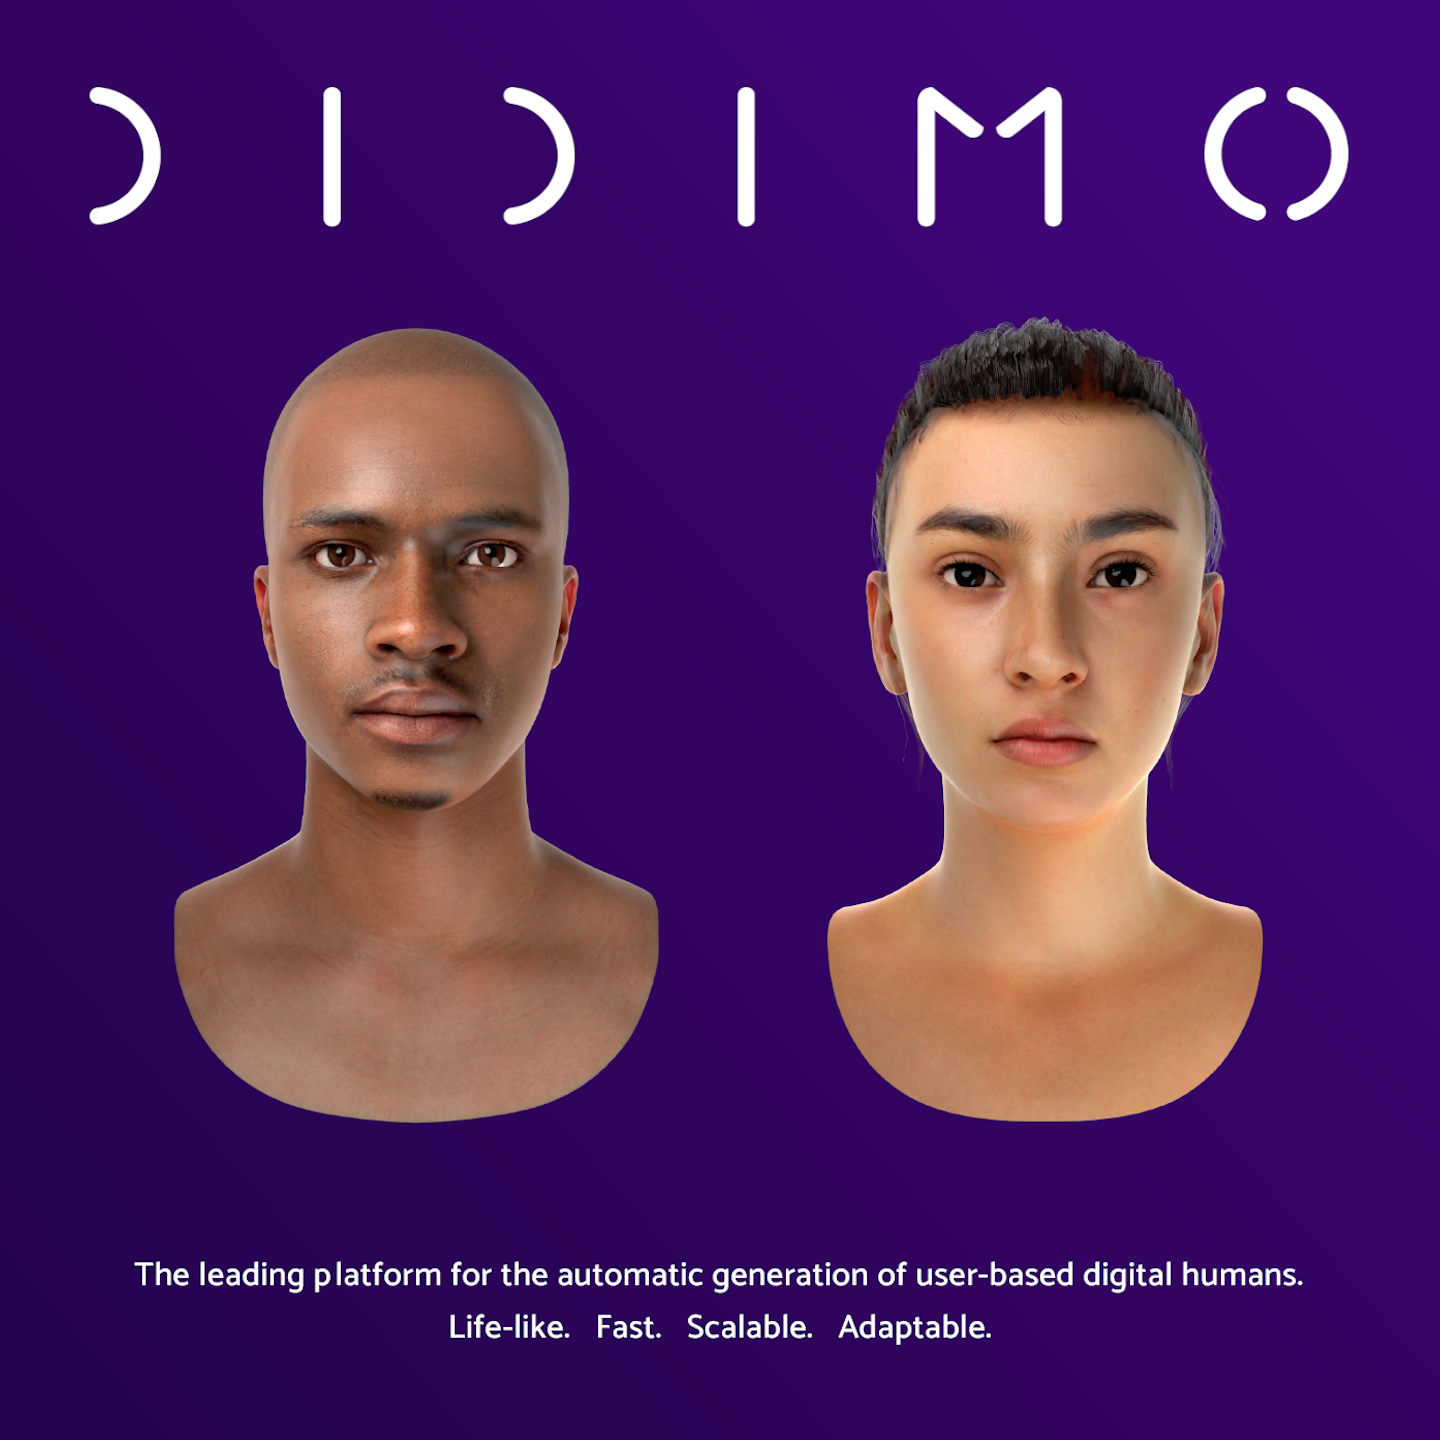 DIDIMO
The leading platform for the automatic generation of user-based digital humans.
Life-like. Fast. Scalable. Adaptable.